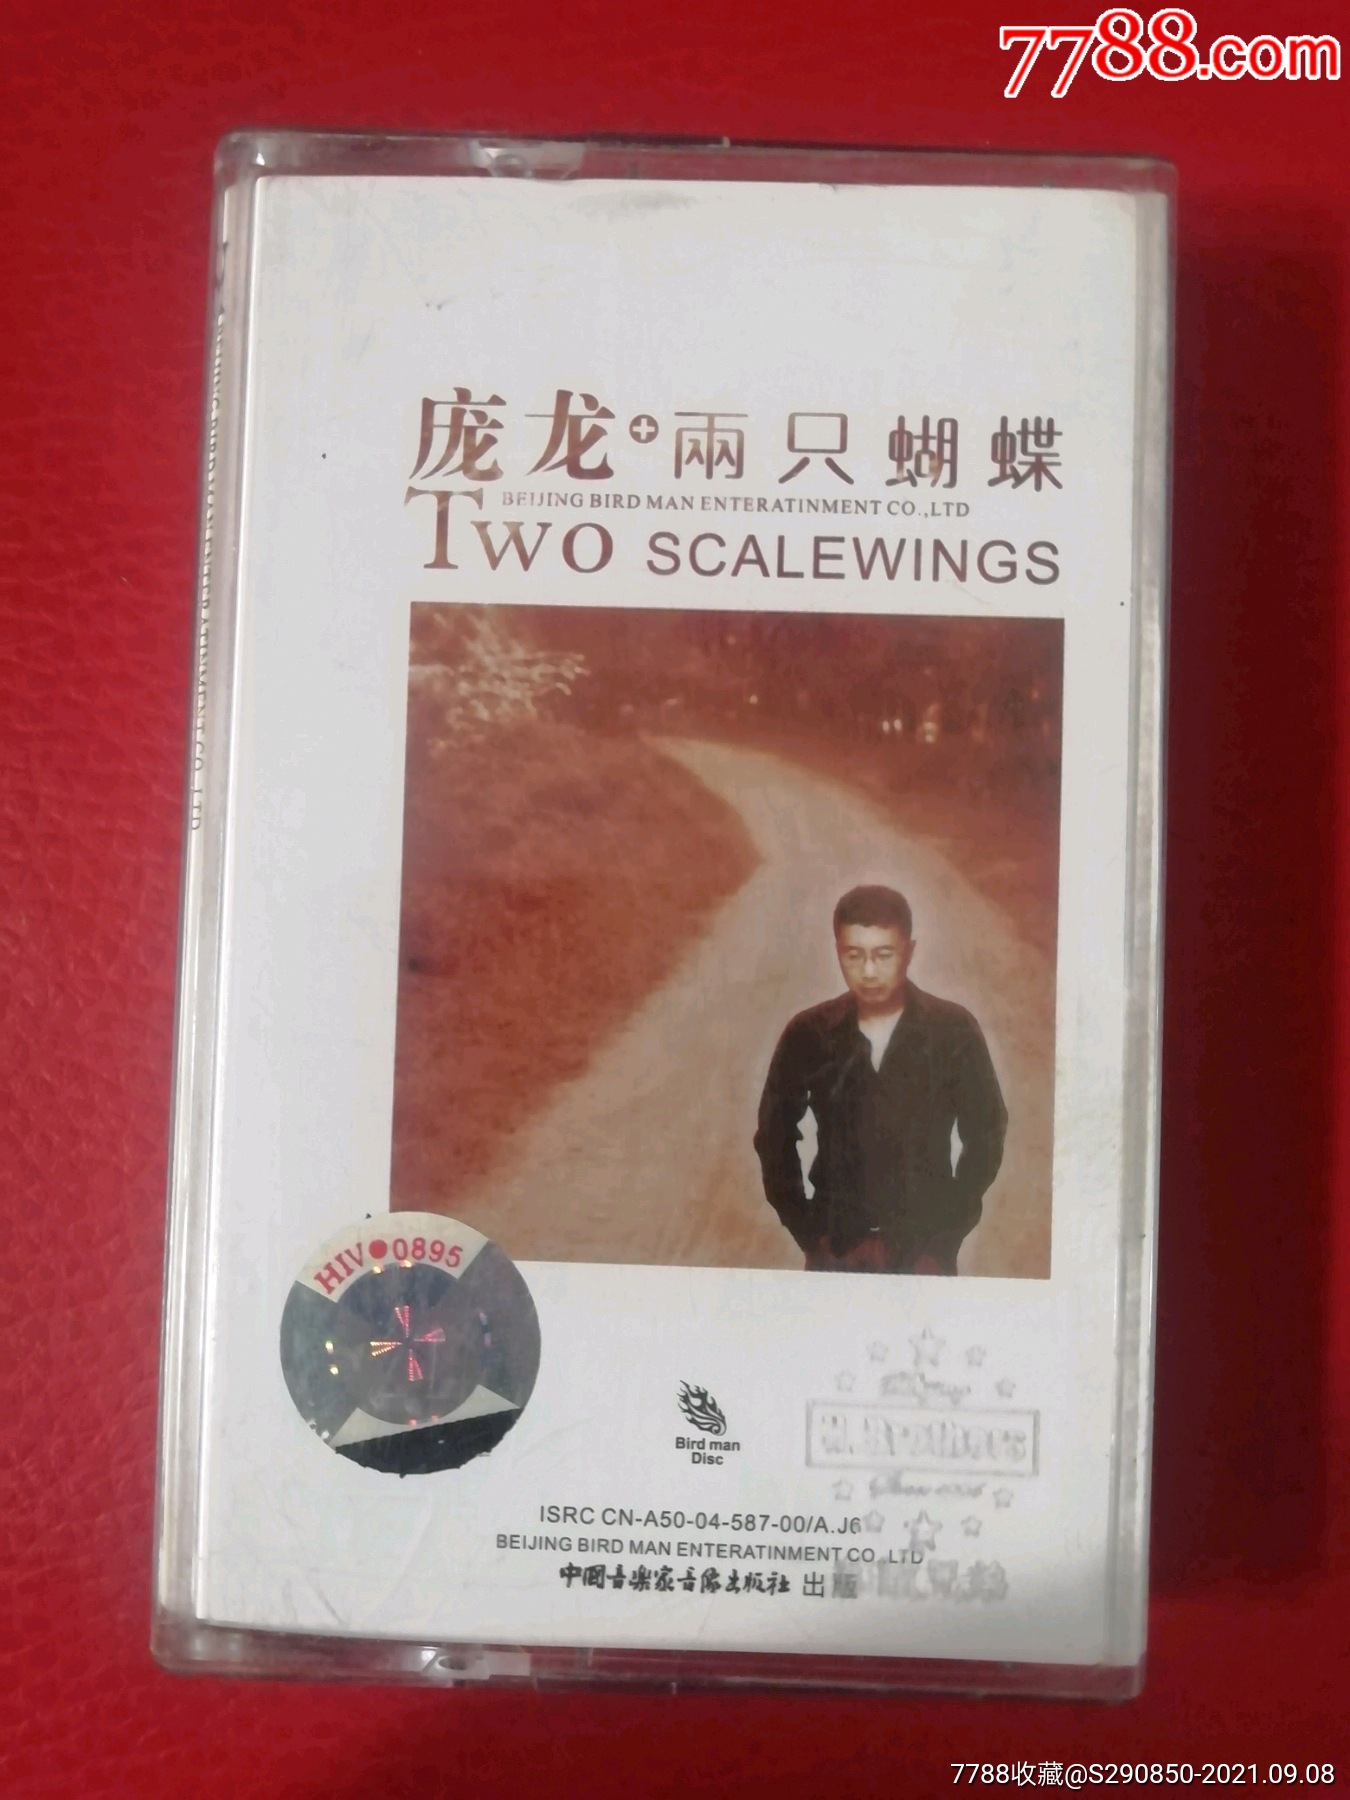 7788.com
庞龙+兩只蝴蝶
BEIJING BIRD MAN ENTERATINMENT CO.,LTD
TWO SCALEWINGS
HIV●0895
Bird man
Disc
ISRC CN-A50-04-587-00/A.J6
BEIJING BIRD MAN ENTERATINMENT CO.,LTD
中国音乐家音像出版社 出版
7788收藏@S290850-2021.09.08